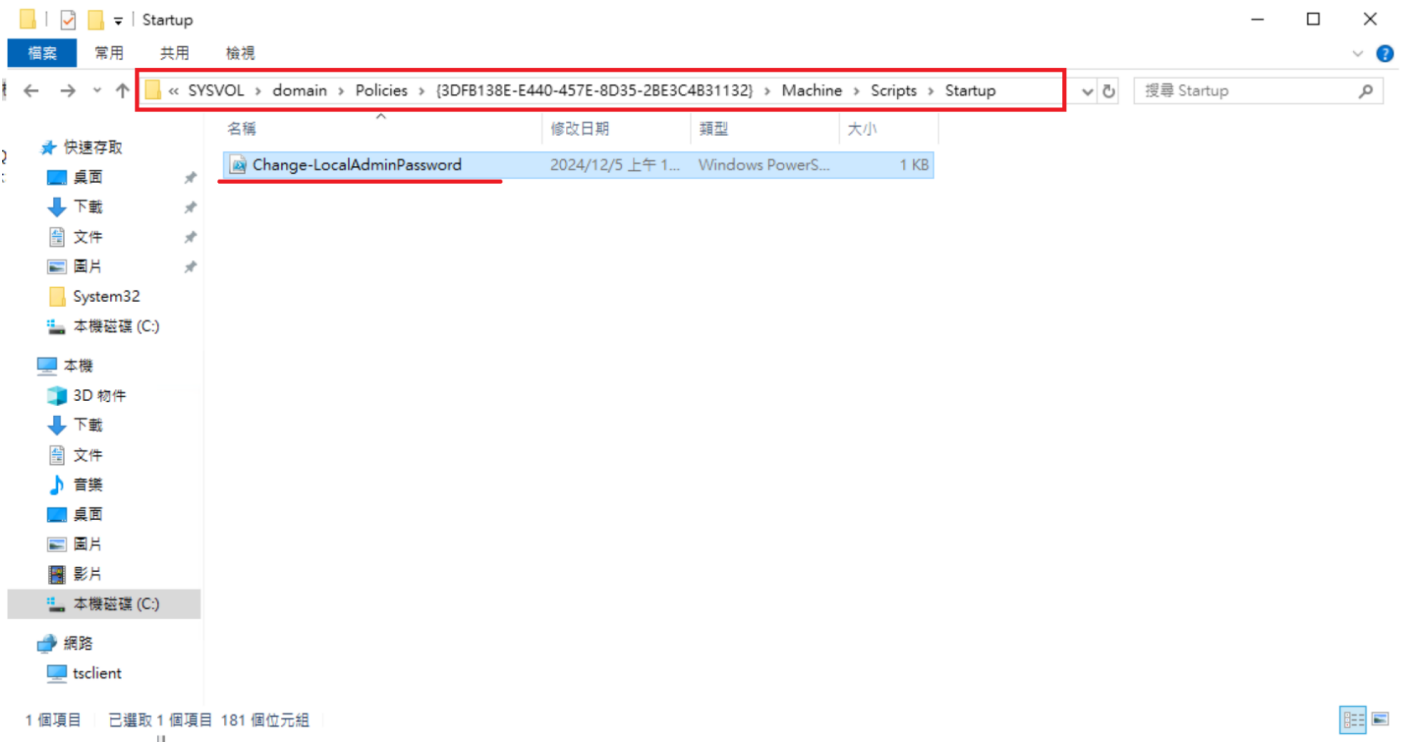 Startup
檔案 常用 共用 檢視
« SYSVOL › domain › Policies › {3DFB138E-E440-457E-8D35-2BE3C4B31132} › Machine › Scripts › Startup
搜尋 Startup
名稱 修改日期 類型 大小
Change-LocalAdminPassword 2024/12/5 上午 1... Windows PowerS... 1 KB
快速存取
桌面
下載
文件
圖片
System32
本機磁碟 (C:)
本機
3D 物件
下載
文件
音樂
桌面
圖片
影片
本機磁碟 (C:)
網路
tsclient
1 個項目 已選取 1 個項目 181 個位元組